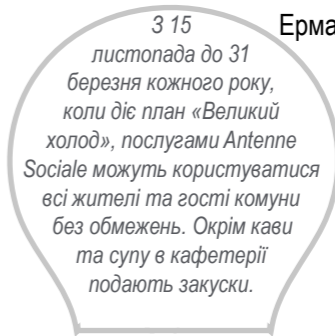 З 15
листопада до 31
березня кожного року,
коли діє план «Великий
холод», послугами Antenne
Sociale можуть користуватися
всі жителі та гості комуни
без обмежень. Окрім кави
та супу в кафетерії
подають закуски.
Ерма